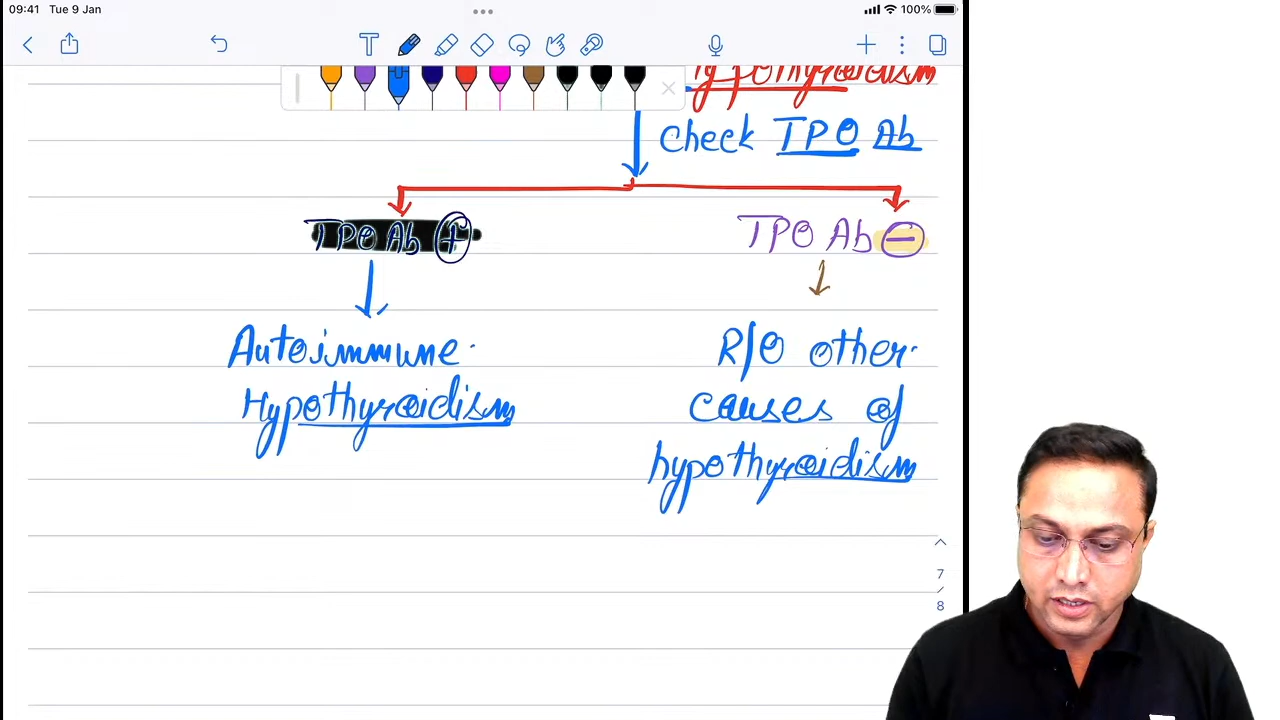 09:41 Tue 9 Jan
100%
T
Hypothyroidism
Check TPO Ab
TPO Ab +
TPO Ab -
Autoimmune
Hypothyroidism
R/O other
causes of
hypothyroidism
7
/
8